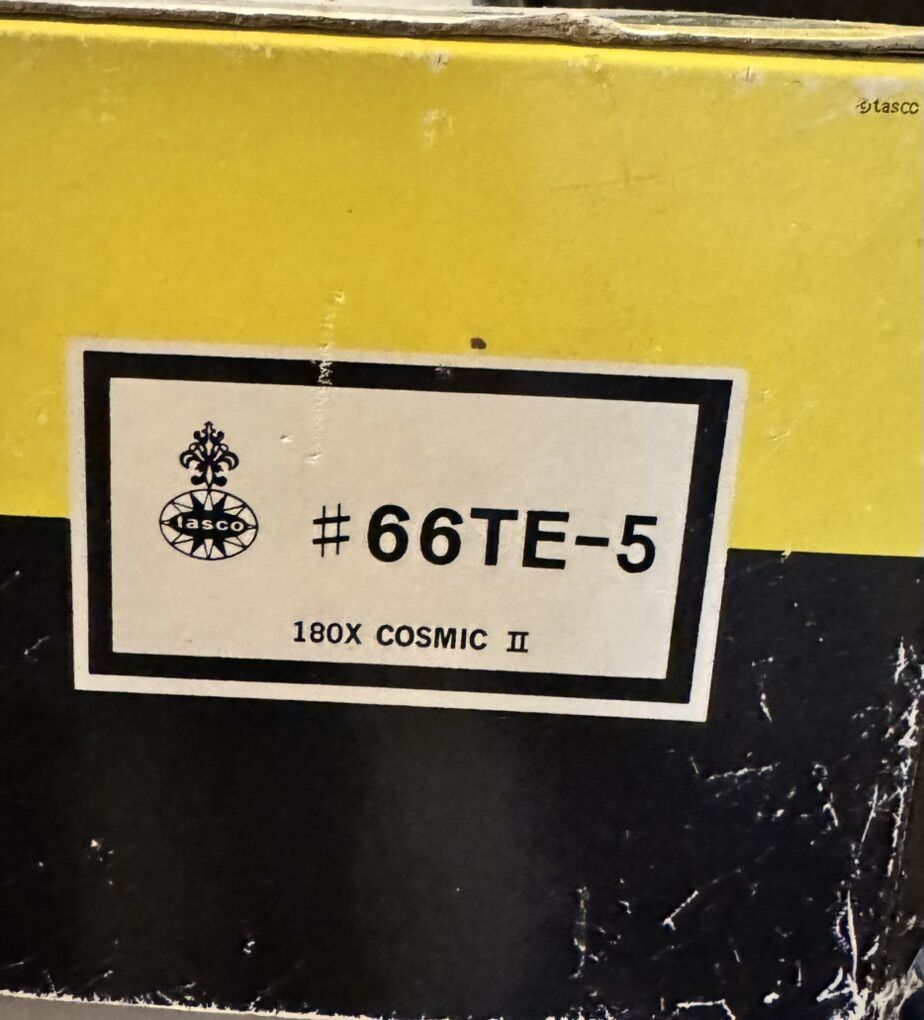 ©tasco
tasco
#66TE-5
180X COSMIC II